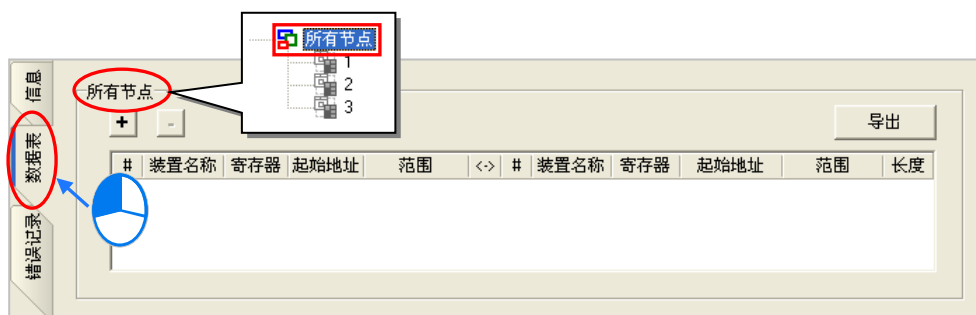 所有节点
1
2
3
信息
数据表
错误记录
所有节点
+ -
导出
# 装置名称 寄存器 起始地址 范围 <-> # 装置名称 寄存器 起始地址 范围 长度